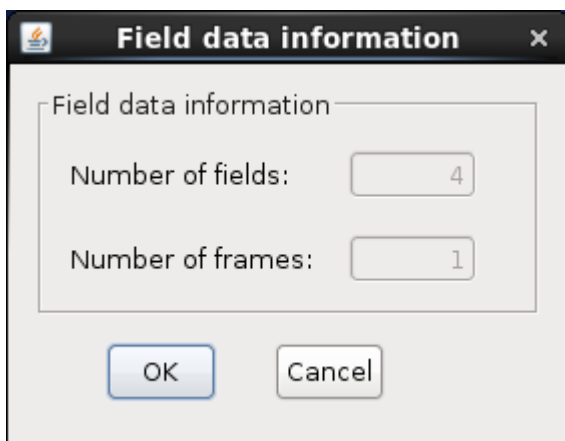 Field data information
Field data information
Number of fields: 4
Number of frames: 1
OK Cancel